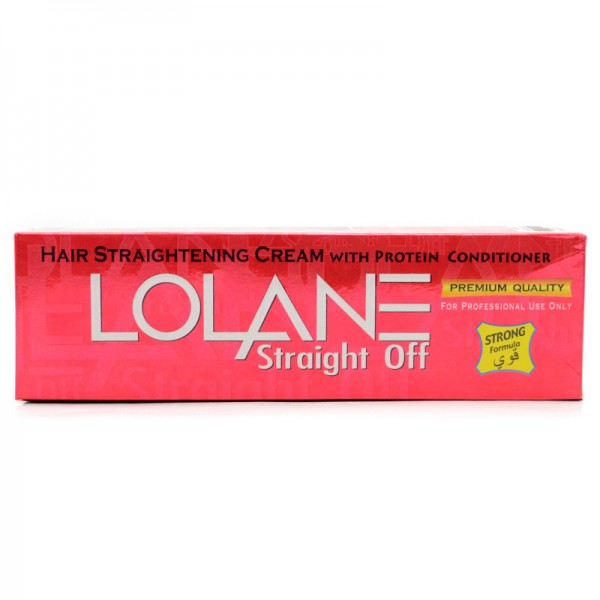 HAIR STRAIGHTENING CREAM WITH PROTEIN CONDITIONER
LOLANE
Straight Off
PREMIUM QUALITY
FOR PROFESSIONAL USE ONLY
STRONG
Formula
قوي